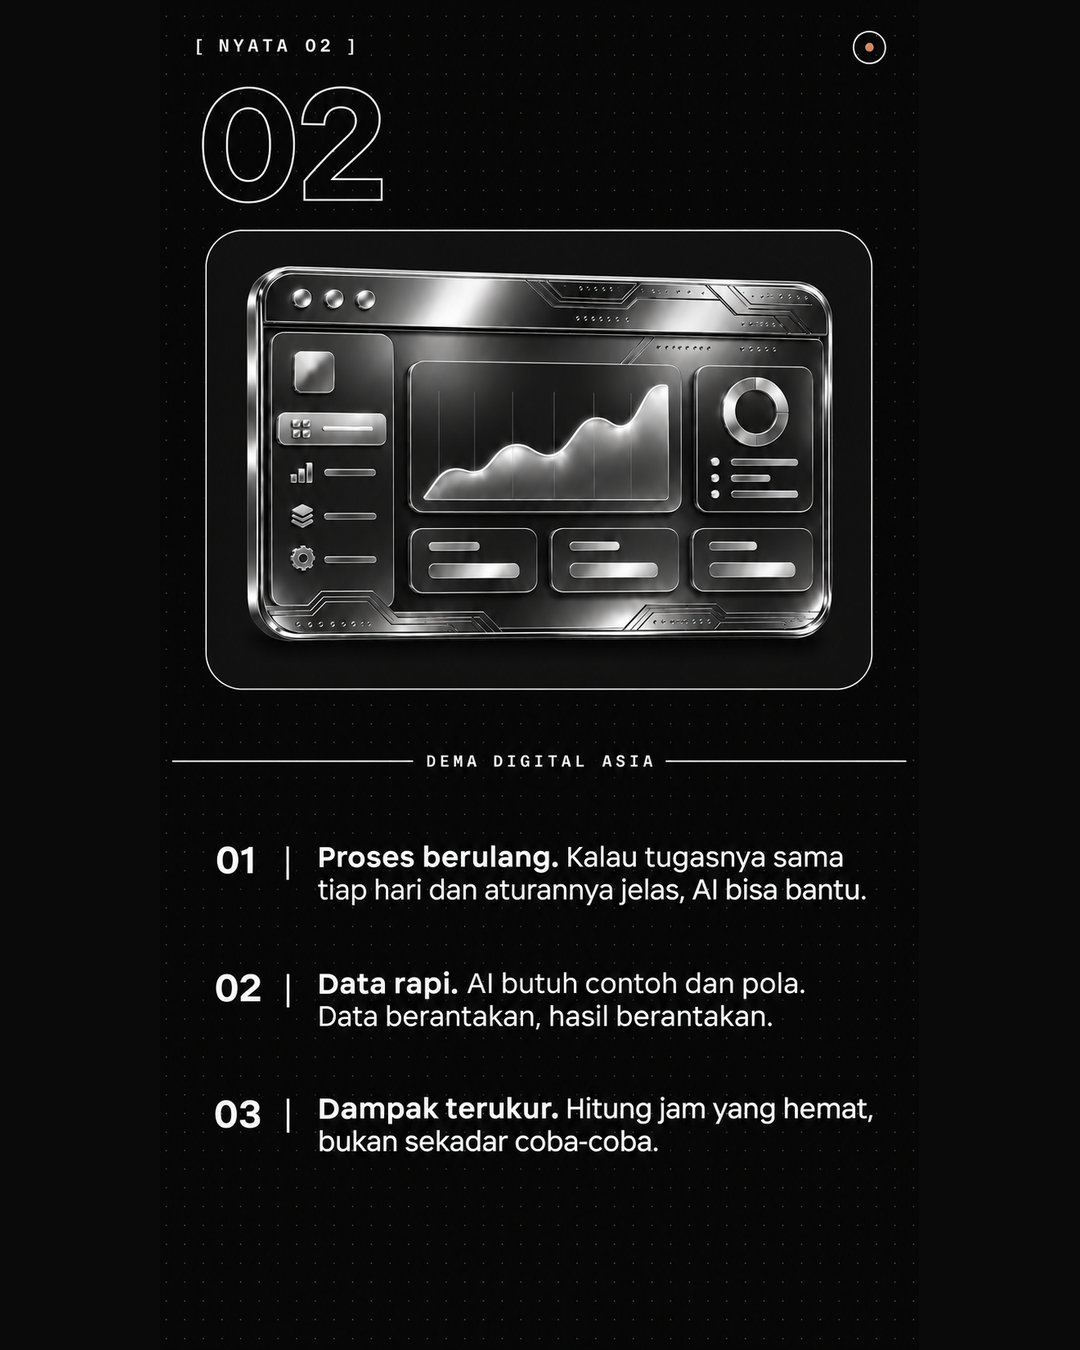 [ NYATA 02 ]
02
DEMA DIGITAL ASIA
01 | Proses berulang. Kalau tugasnya sama
tiap hari dan aturannya jelas, AI bisa bantu.
02 | Data rapi. AI butuh contoh dan pola.
Data berantakan, hasil berantakan.
03 | Dampak terukur. Hitung jam yang hemat,
bukan sekadar coba-coba.